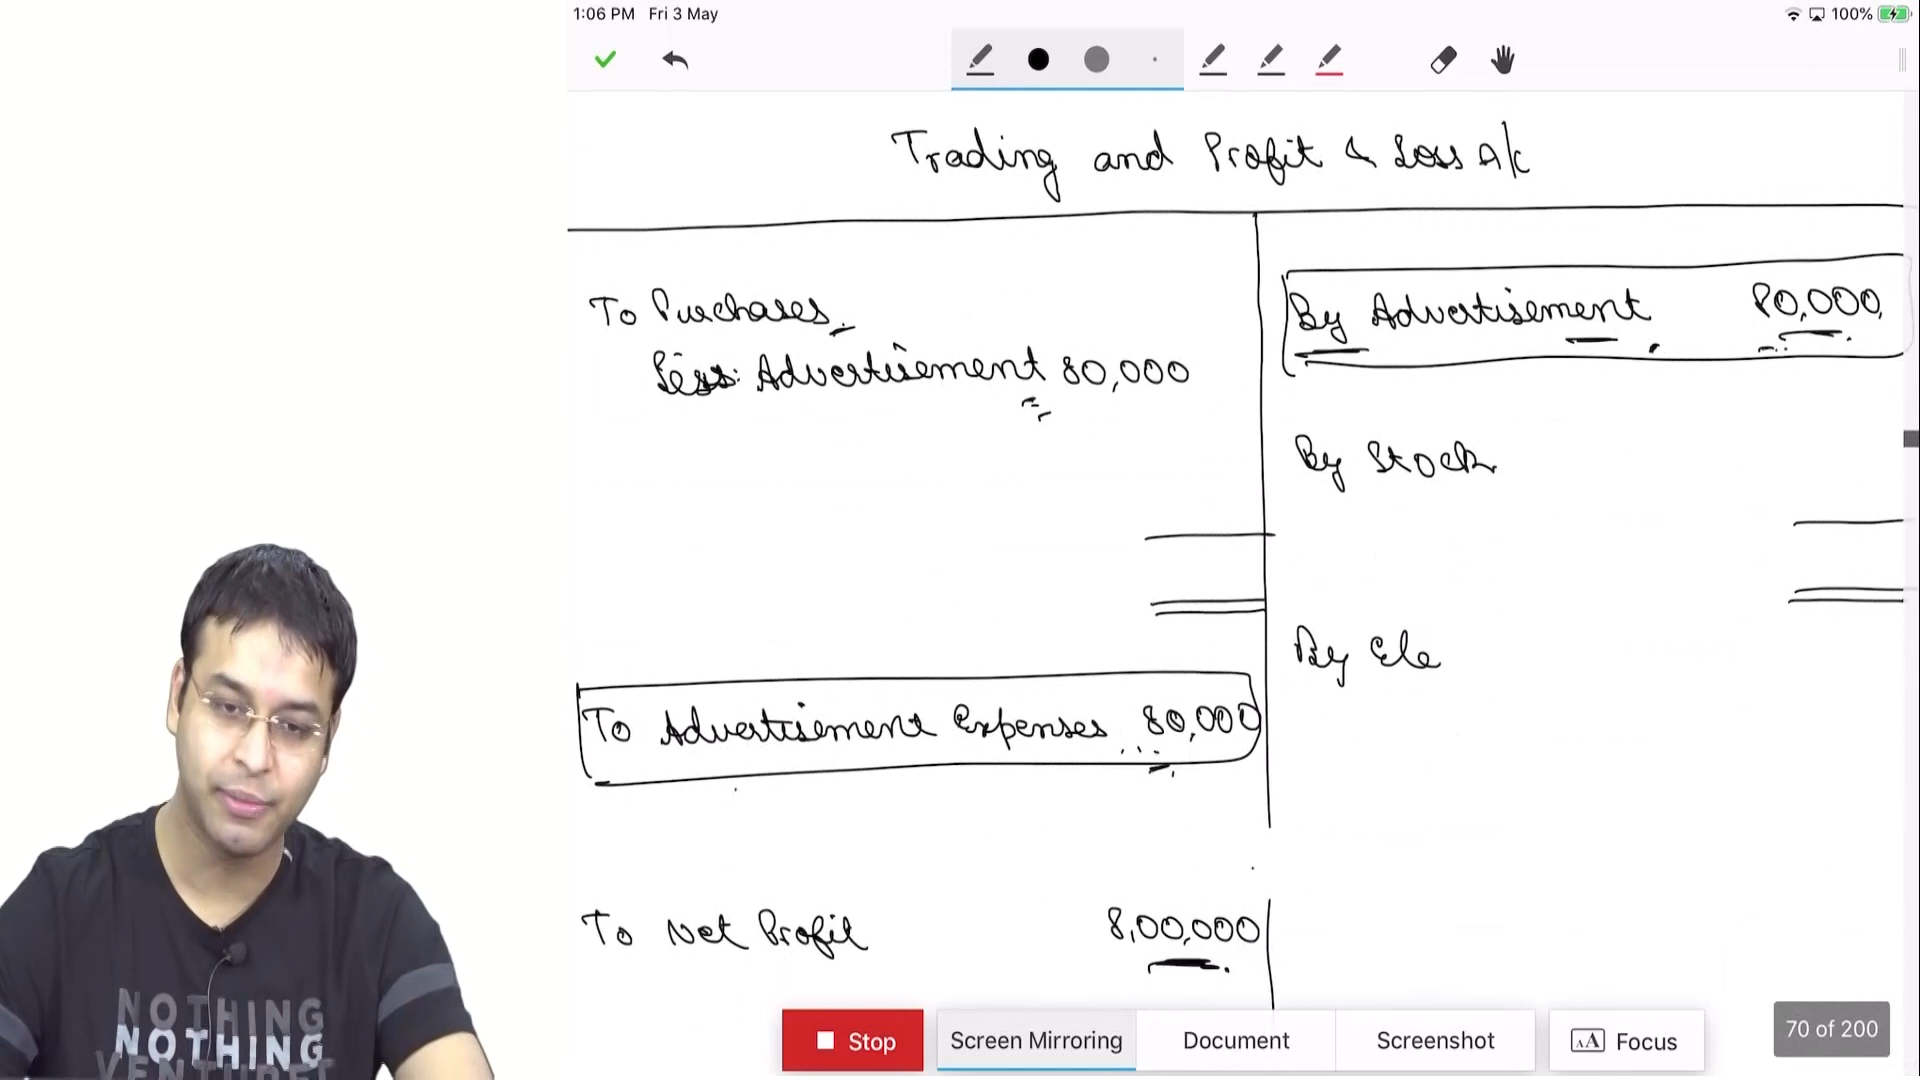 1:06 PM Fri 3 May
100%
Trading and Profit & Loss A/c
To Purchases
Less: Advertisement 80,000
By Advertisement 80,000
By Stock
By Ele
To Advertisement Expenses 80,000
To Net Profit 8,00,000
NOTHING
NOTHING
Stop
Screen Mirroring
Document
Screenshot
AA Focus
70 of 200